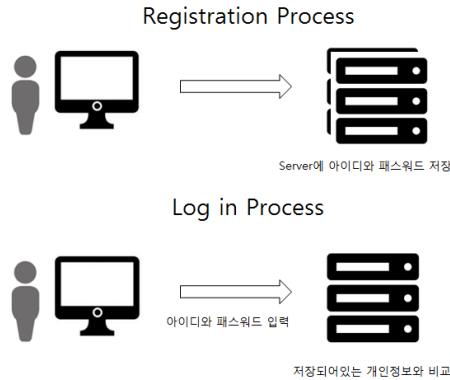 Registration Process
Server에 아이디와 패스워드 저장
Log in Process
아이디와 패스워드 입력
저장되어있는 개인정보와 비교